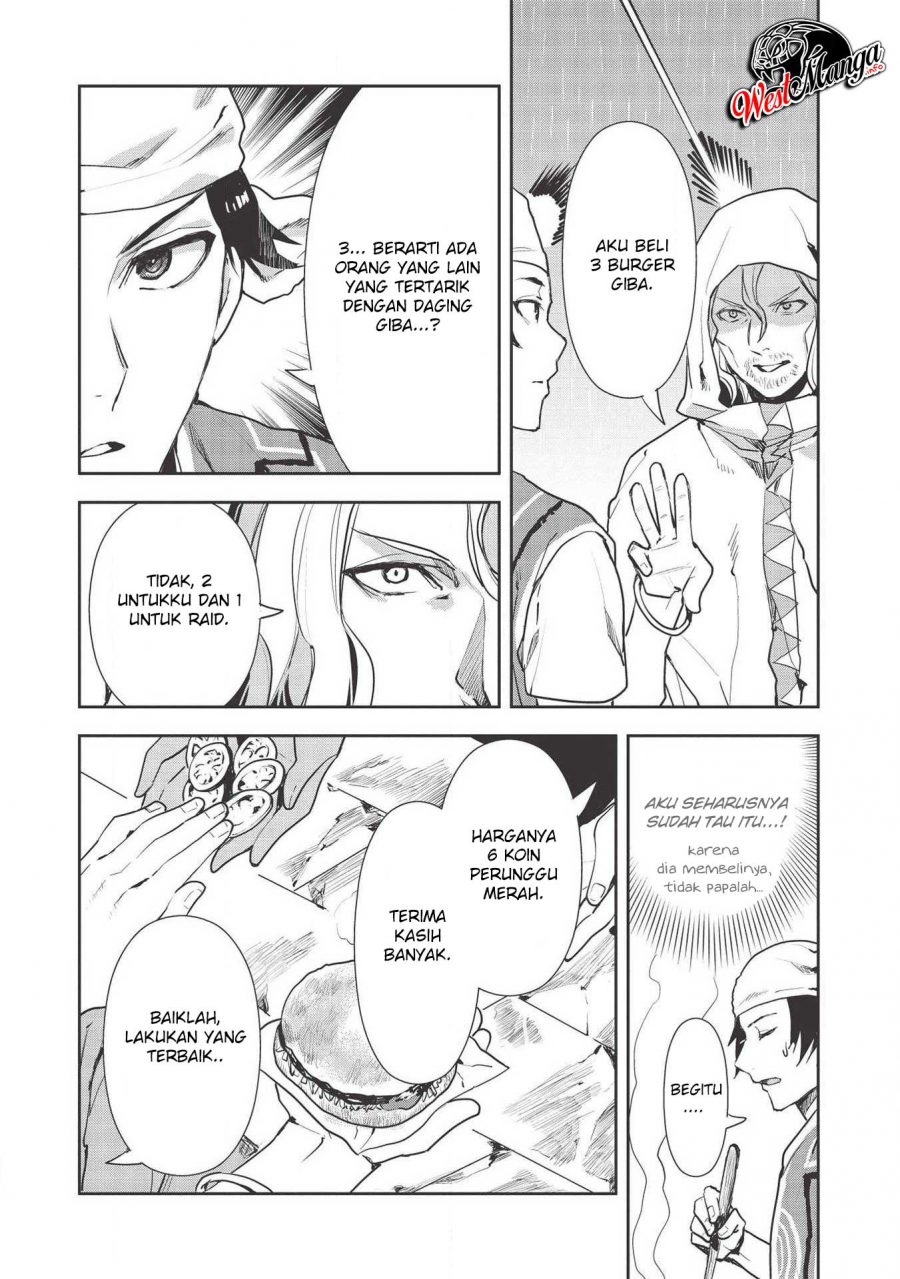 WestManga
.info
AKU BELI
3 BURGER
GIBA.
3... BERARTI ADA
ORANG YANG LAIN
YANG TERTARIK
DENGAN DAGING
GIBA...?
TIDAK, 2
UNTUKKU DAN 1
UNTUK RAID.
AKU SEHARUSNYA
SUDAH TAU ITU...!
karena
dia membelinya,
tidak papalah...
BEGITU
....
HARGANYA
6 KOIN
PERUNGGU
MERAH.
TERIMA
KASIH
BANYAK.
BAIKLAH,
LAKUKAN YANG
TERBAIK..